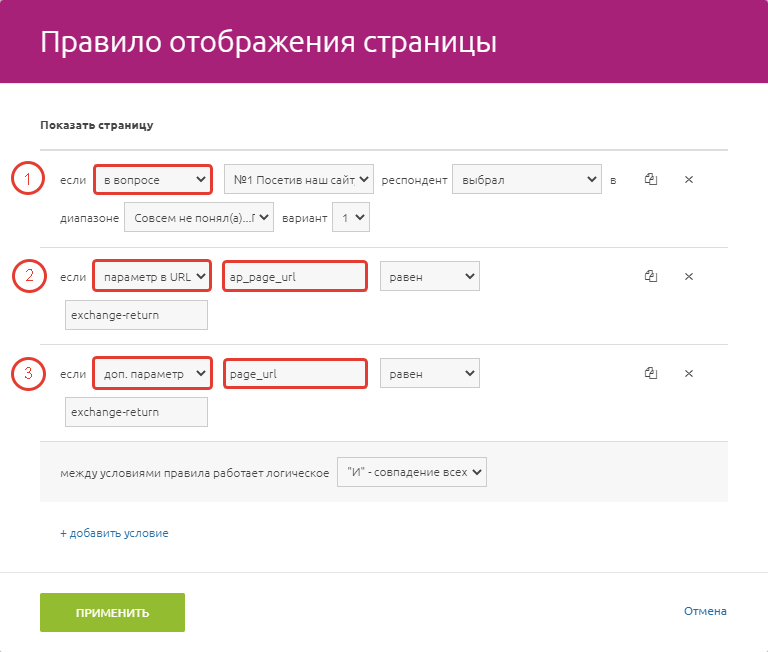 Правило отображения страницы
Показать страницу
1 если в вопросе №1 Посетив наш сайт, респондент выбрал в
диапазоне Совсем не понял(а)...П вариант 1
2 если параметр в URL ap_page_url равен
exchange-return
3 если доп. параметр page_url равен
exchange-return
между условиями правила работает логическое "И" - совпадение всех
+ добавить условие
ПРИМЕНИТЬ Отмена